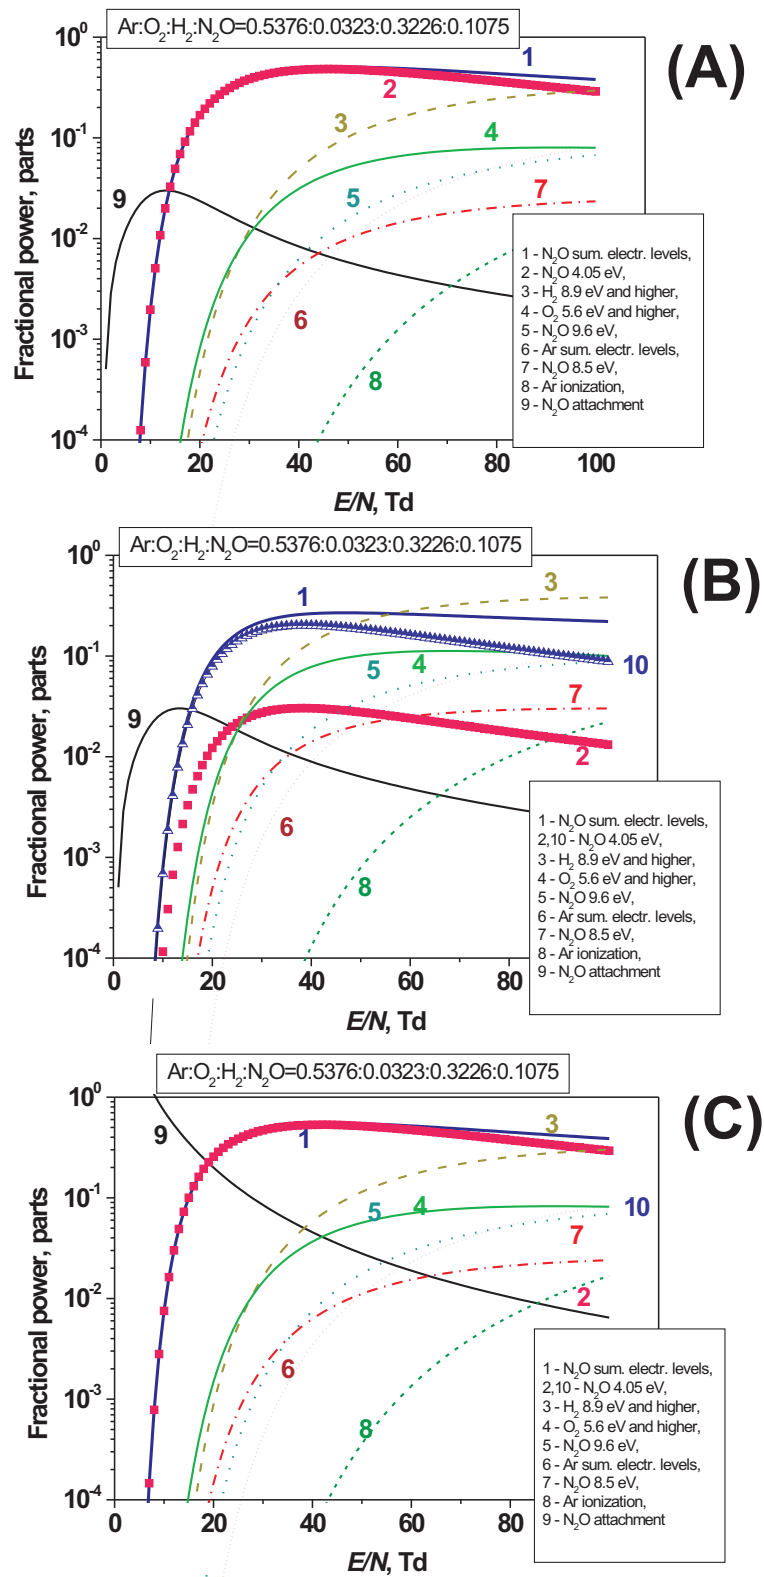 Ar:O2:H2:N2O=0.5376:0.0323:0.3226:0.1075
(A)
Fractional power, parts
10^0
10^-1
10^-2
10^-3
10^-4
1
2
3
4
5
6
7
8
9
1 - N2O sum. electr. levels,
2 - N2O 4.05 eV,
3 - H2 8.9 eV and higher,
4 - O2 5.6 eV and higher,
5 - N2O 9.6 eV,
6 - Ar sum. electr. levels,
7 - N2O 8.5 eV,
8 - Ar ionization,
9 - N2O attachment
0 20 40 60 80 100
E/N, Td
Ar:O2:H2:N2O=0.5376:0.0323:0.3226:0.1075
(B)
Fractional power, parts
10^0
10^-1
10^-2
10^-3
10^-4
3
1
4
5
10
7
9
2
6
8
1 - N2O sum. electr. levels,
2,10 - N2O 4.05 eV,
3 - H2 8.9 eV and higher,
4 - O2 5.6 eV and higher,
5 - N2O 9.6 eV,
6 - Ar sum. electr. levels,
7 - N2O 8.5 eV,
8 - Ar ionization,
9 - N2O attachment
0 20 40 60 80
E/N, Td
Ar:O2:H2:N2O=0.5376:0.0323:0.3226:0.1075
(C)
Fractional power, parts
10^0
10^-1
10^-2
10^-3
10^-4
9
1
3
5
4
10
7
2
6
8
1 - N2O sum. electr. levels,
2,10 - N2O 4.05 eV,
3 - H2 8.9 eV and higher,
4 - O2 5.6 eV and higher,
5 - N2O 9.6 eV,
6 - Ar sum. electr. levels,
7 - N2O 8.5 eV,
8 - Ar ionization,
9 - N2O attachment
0 20 40 60 80
E/N, Td